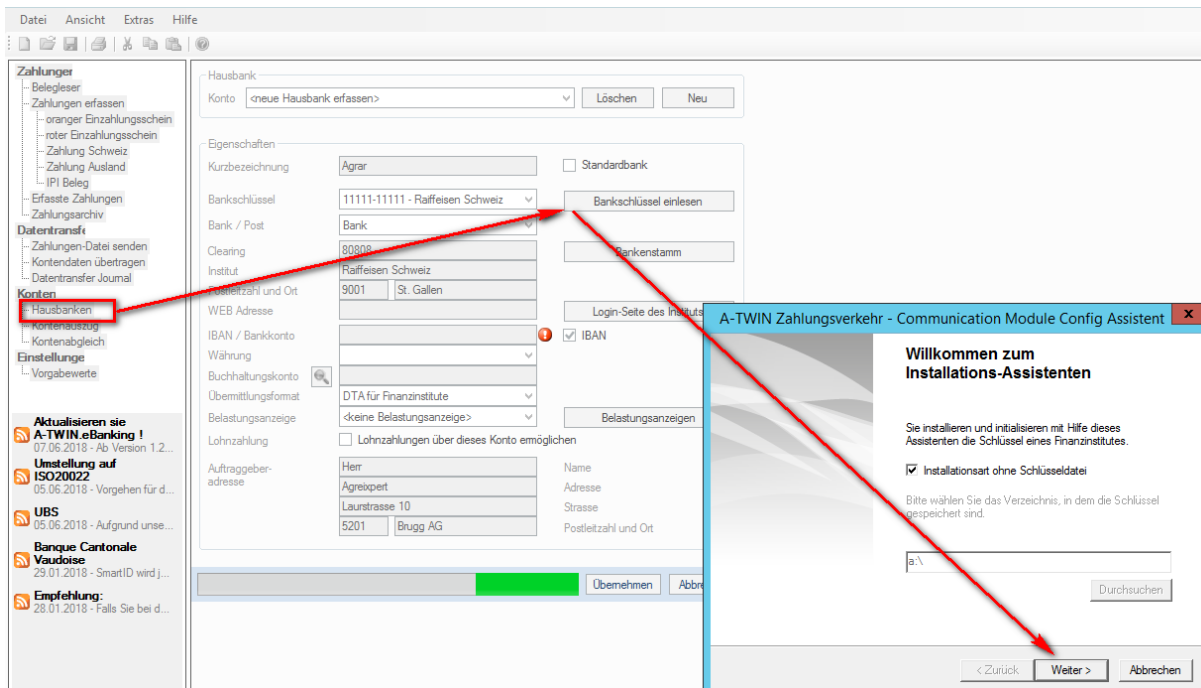 Datei Ansicht Extras Hilfe
Zahlunger
Belegleser
Zahlungen erfassen
oranger Einzahlungsschein
roter Einzahlungsschein
Zahlung Schweiz
Zahlung Ausland
IPI Beleg
Erfasste Zahlungen
Zahlungsarchiv
Datentransfe
Zahlungen-Datei senden
Kontendaten übertragen
Datentransfer Journal
Konten
Hausbanken
Kontenauszug
Kontenabgleich
Einstellunge
Vorgabewerte
Aktualisieren sie
A-TWIN.eBanking !
07.06.2018 - Ab Version 1.2...
Umstellung auf
ISO20022
05.06.2018 - Vorgehen für d...
UBS
05.06.2018 - Aufgrund unse...
Banque Cantonale
Vaudoise
29.01.2018 - SmartID wird j...
Empfehlung:
28.01.2018 - Falls Sie bei d...
Hausbank
Konto <neue Hausbank erfassen> Löschen Neu
Eigenschaften
Kurzbezeichnung Agrar Standardbank
Bankschlüssel 11111-11111 - Raiffeisen Schweiz Bankschlüssel einlesen
Bank / Post Bank
Clearing 80808 Bankenstamm
Institut Raiffeisen Schweiz
Postleitzahl und Ort 9001 St. Gallen
WEB Adresse Login-Seite des Instituts
IBAN / Bankkonto IBAN
Währung
Buchhaltungskonto
Übermittlungsformat DTA für Finanzinstitute
Belastungsanzeige <keine Belastungsanzeige> Belastungsanzeigen
Lohnzahlung Lohnzahlungen über dieses Konto ermöglichen
Auftraggeber-
adresse
Herr Name
Agreixpert Adresse
Laurstrasse 10 Strasse
5201 Brugg AG Postleitzahl und Ort
Übernehmen Abbre
A-TWIN Zahlungsverkehr - Communication Module Config Assistent X
Willkommen zum
Installations-Assistenten
Sie installieren und initialisieren mit Hilfe dieses
Assistenten die Schlüssel eines Finanzinstitutes.
Installationsart ohne Schlüsseldatei
Bitte wählen Sie das Verzeichnis, in dem die Schlüssel
gespeichert sind.
a:\
Durchsuchen
< Zurück Weiter > Abbrechen